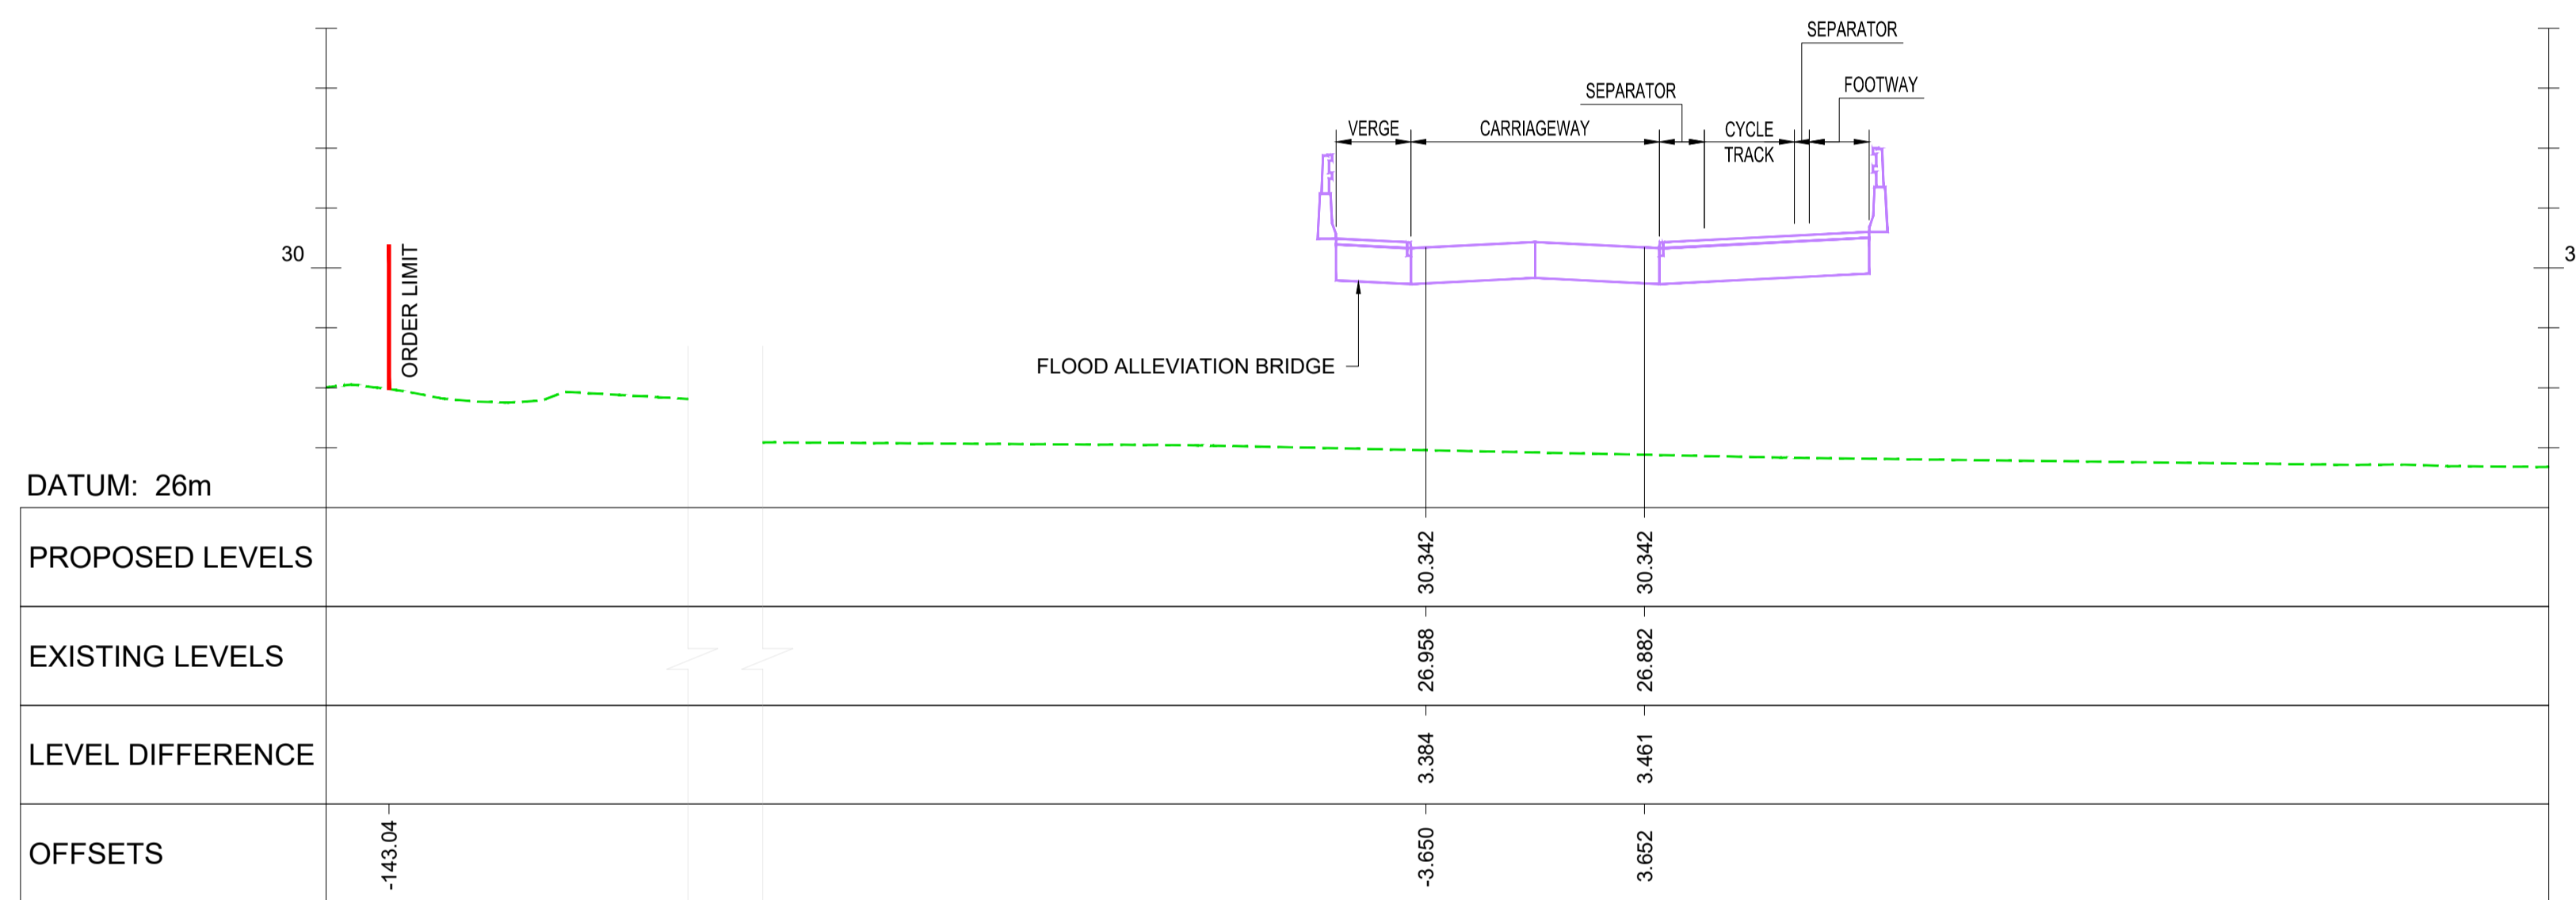 SEPARATOR
SEPARATOR
FOOTWAY
VERGE
CARRIAGEWAY
CYCLE
TRACK
30
3
ORDER LIMIT
FLOOD ALLEVIATION BRIDGE
DATUM: 26m
PROPOSED LEVELS
30.342
30.342
EXISTING LEVELS
26.958
26.882
LEVEL DIFFERENCE
3.384
3.461
OFFSETS
-143.04
-3.650
3.652